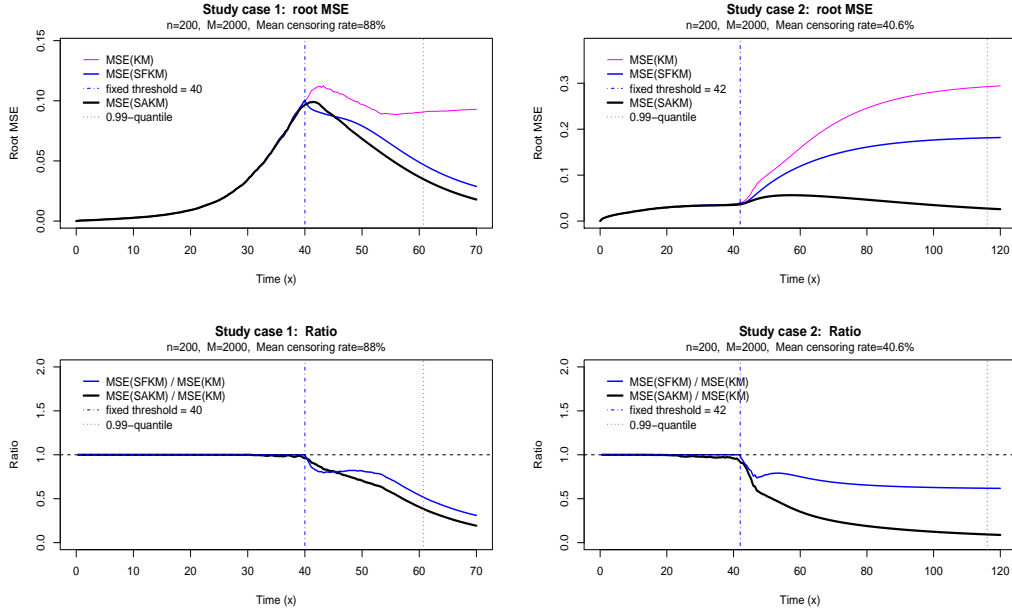 Study case 1: root MSE
n=200, M=2000, Mean censoring rate=88%
Root MSE
0.00
0.05
0.10
0.15
MSE(KM)
MSE(SFKM)
fixed threshold = 40
MSE(SAKM)
0.99−quantile
0 10 20 30 40 50 60 70
Time (x)
Study case 2: root MSE
n=200, M=2000, Mean censoring rate=40.6%
Root MSE
0.0
0.1
0.2
0.3
MSE(KM)
MSE(SFKM)
fixed threshold = 42
MSE(SAKM)
0.99−quantile
0 20 40 60 80 100 120
Time (x)
Study case 1: Ratio
n=200, M=2000, Mean censoring rate=88%
Ratio
0.0
0.5
1.0
1.5
2.0
MSE(SFKM) / MSE(KM)
MSE(SAKM) / MSE(KM)
fixed threshold = 40
0.99−quantile
0 10 20 30 40 50 60 70
Time (x)
Study case 2: Ratio
n=200, M=2000, Mean censoring rate=40.6%
Ratio
0.0
0.5
1.0
1.5
2.0
MSE(SFKM) / MSE(KM)
MSE(SAKM) / MSE(KM)
fixed threshold = 42
0.99−quantile
0 20 40 60 80 100 120
Time (x)